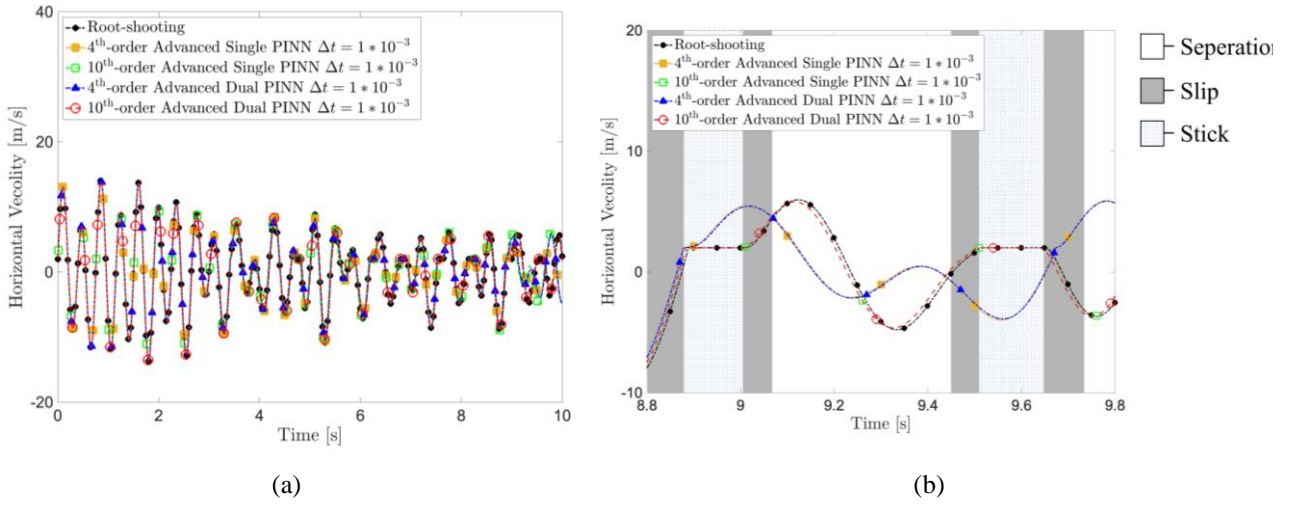 40
20
0
-20
Horizontal Vecolity [m/s]
Root-shooting
4th-order Advanced Single PINN Δt = 1 * 10⁻³
10th-order Advanced Single PINN Δt = 1 * 10⁻³
4th-order Advanced Dual PINN Δt = 1 * 10⁻³
10th-order Advanced Dual PINN Δt = 1 * 10⁻³
0 2 4 6 8 10
Time [s]
(a)
20
10
0
-10
Horizontal Vecolity [m/s]
Root-shooting
4th-order Advanced Single PINN Δt = 1 * 10⁻³
10th-order Advanced Single PINN Δt = 1 * 10⁻³
4th-order Advanced Dual PINN Δt = 1 * 10⁻³
10th-order Advanced Dual PINN Δt = 1 * 10⁻³
8.8 9 9.2 9.4 9.6 9.8
Time [s]
(b)
Seperation
Slip
Stick